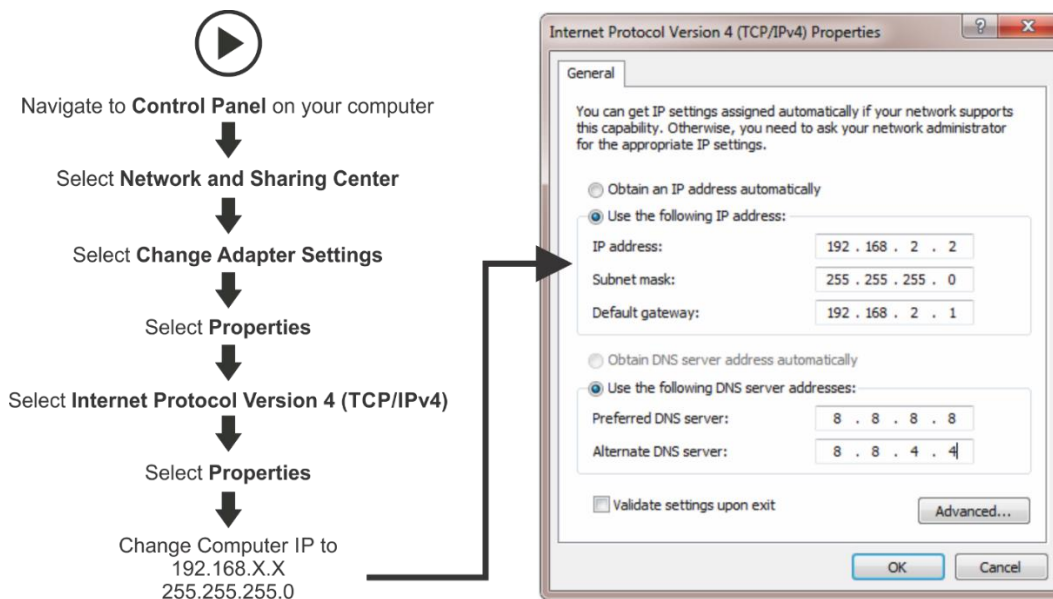 Navigate to Control Panel on your computer
Select Network and Sharing Center
Select Change Adapter Settings
Select Properties
Select Internet Protocol Version 4 (TCP/IPv4)
Select Properties
Change Computer IP to
192.168.X.X
255.255.255.0
Internet Protocol Version 4 (TCP/IPv4) Properties
General
You can get IP settings assigned automatically if your network supports
this capability. Otherwise, you need to ask your network administrator
for the appropriate IP settings.
Obtain an IP address automatically
Use the following IP address:
IP address: 192 . 168 . 2 . 2
Subnet mask: 255 . 255 . 255 . 0
Default gateway: 192 . 168 . 2 . 1
Obtain DNS server address automatically
Use the following DNS server addresses:
Preferred DNS server: 8 . 8 . 8 . 8
Alternate DNS server: 8 . 8 . 4 . 4
Validate settings upon exit
Advanced...
OK Cancel